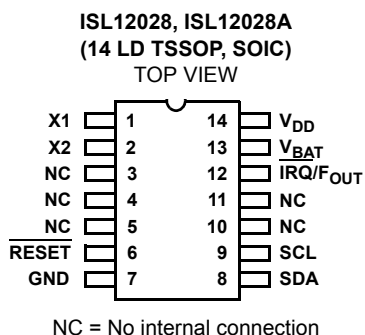 ISL12028, ISL12028A
(14 LD TSSOP, SOIC)
TOP VIEW
X1 1 14 VDD
X2 2 13 VBAT
NC 3 12 IRQ/FOUT
NC 4 11 NC
NC 5 10 NC
RESET 6 9 SCL
GND 7 8 SDA
NC = No internal connection